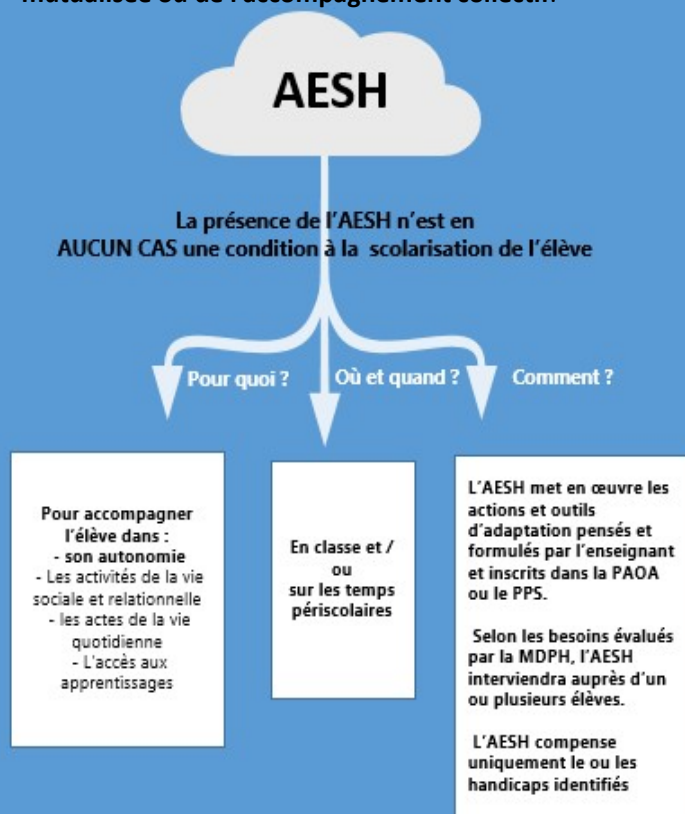 mutualisée ou de l'accompagnement collectif.
AESH
La présence de l'AESH n'est en
AUCUN CAS une condition à la scolarisation de l'élève
Pour quoi ?
Où et quand ?
Comment ?
Pour accompagner
l'élève dans :
- son autonomie
- Les activités de la vie
sociale et relationnelle
- les actes de la vie
quotidienne
- L'accès aux
apprentissages
En classe et /
ou
sur les temps
périscolaires
L'AESH met en œuvre les
actions et outils
d'adaptation pensés et
formulés par l'enseignant
et inscrits dans la PAOA
ou le PPS.
Selon les besoins évalués
par la MDPH, l'AESH
interviendra auprès d'un
ou plusieurs élèves.
L'AESH compense
uniquement le ou les
handicaps identifiés